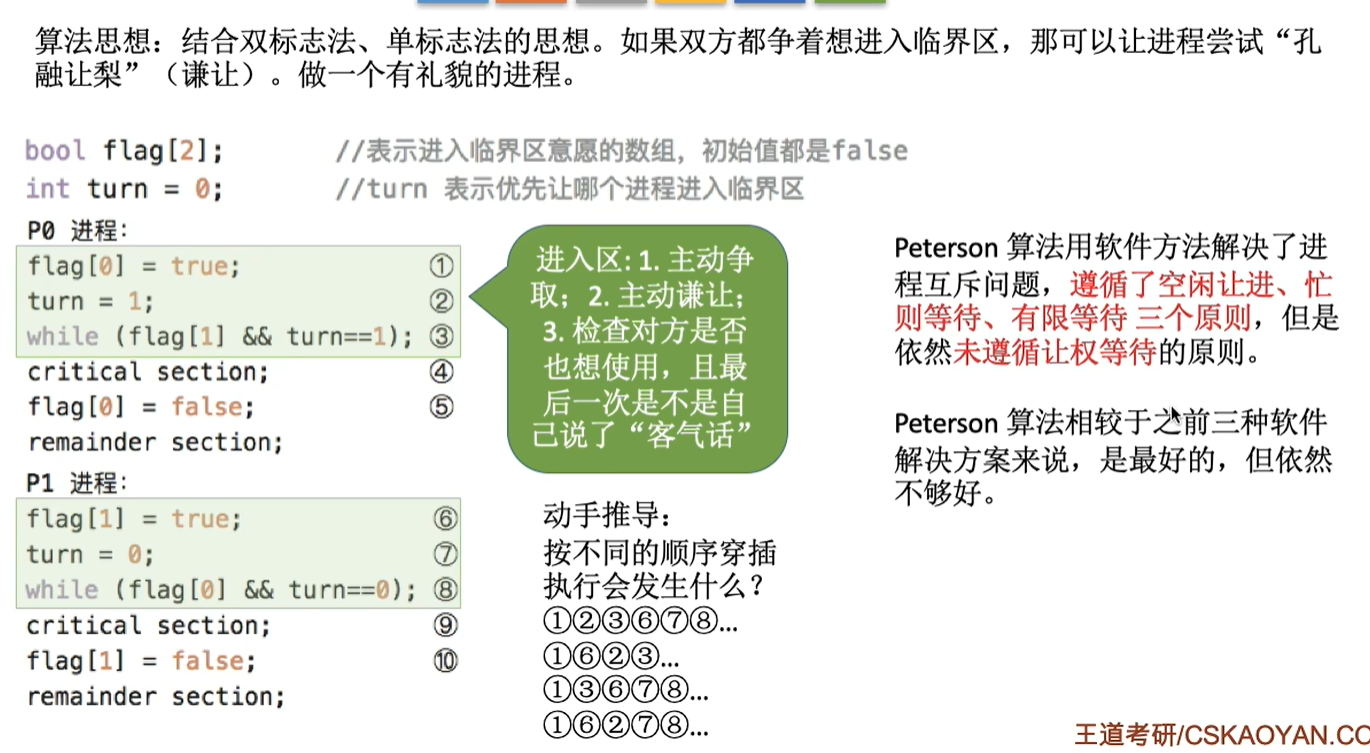 算法思想：结合双标志法、单标志法的思想。如果双方都争着想进入临界区，那可以让进程尝试“孔
融让梨”（谦让）。做一个有礼貌的进程。
bool flag[2]; //表示进入临界区意愿的数组，初始值都是false
int turn = 0; //turn 表示优先让哪个进程进入临界区
P0 进程：
flag[0] = true; ①
turn = 1; ②
while (flag[1] && turn==1); ③
critical section; ④
flag[0] = false; ⑤
remainder section;
P1 进程：
flag[1] = true; ⑥
turn = 0; ⑦
while (flag[0] && turn==0); ⑧
critical section; ⑨
flag[1] = false; ⑩
remainder section;
进入区：1. 主动争
取；2. 主动谦让；
3. 检查对方是否
也想使用，且最
后一次是不是自
己说了“客气话”
动手推导：
按不同的顺序穿插
执行会发生什么？
①②③⑥⑦⑧...
①⑥②③...
①③⑥⑦⑧...
①⑥②⑦⑧...
Peterson 算法用软件方法解决了进
程互斥问题，遵循了空闲让进、忙
则等待、有限等待 三个原则，但是
依然未遵循让权等待的原则。
Peterson 算法相较于之前三种软件
解决方案来说，是最好的，但依然
不够好。
王道考研/CSKAOYAN.CC